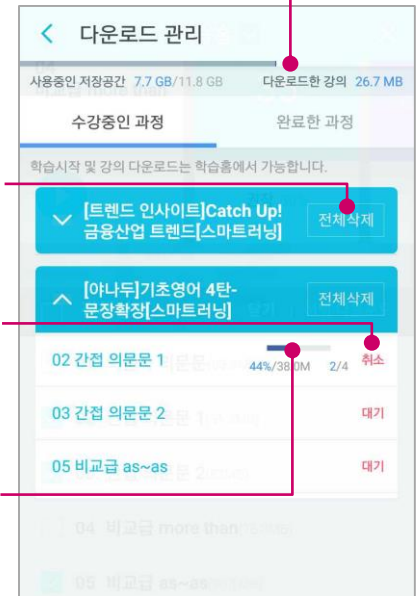 다운로드 관리
사용중인 저장공간 7.7 GB/11.8 GB 다운로드한 강의 26.7 MB
수강중인 과정 완료한 과정
학습시작 및 강의 다운로드는 학습홈에서 가능합니다.
[트렌드 인사이트]Catch Up!
금융산업 트렌드[스마트러닝]
전체삭제
[야나두]기초영어 4탄-
문장확장[스마트러닝]
전체삭제
02 간접 의문문 1 44%/38.0M 2/4 취소
03 간접 의문문 2 대기
05 비교급 as~as 대기
04 비교급 more than
05 비교급 as~as